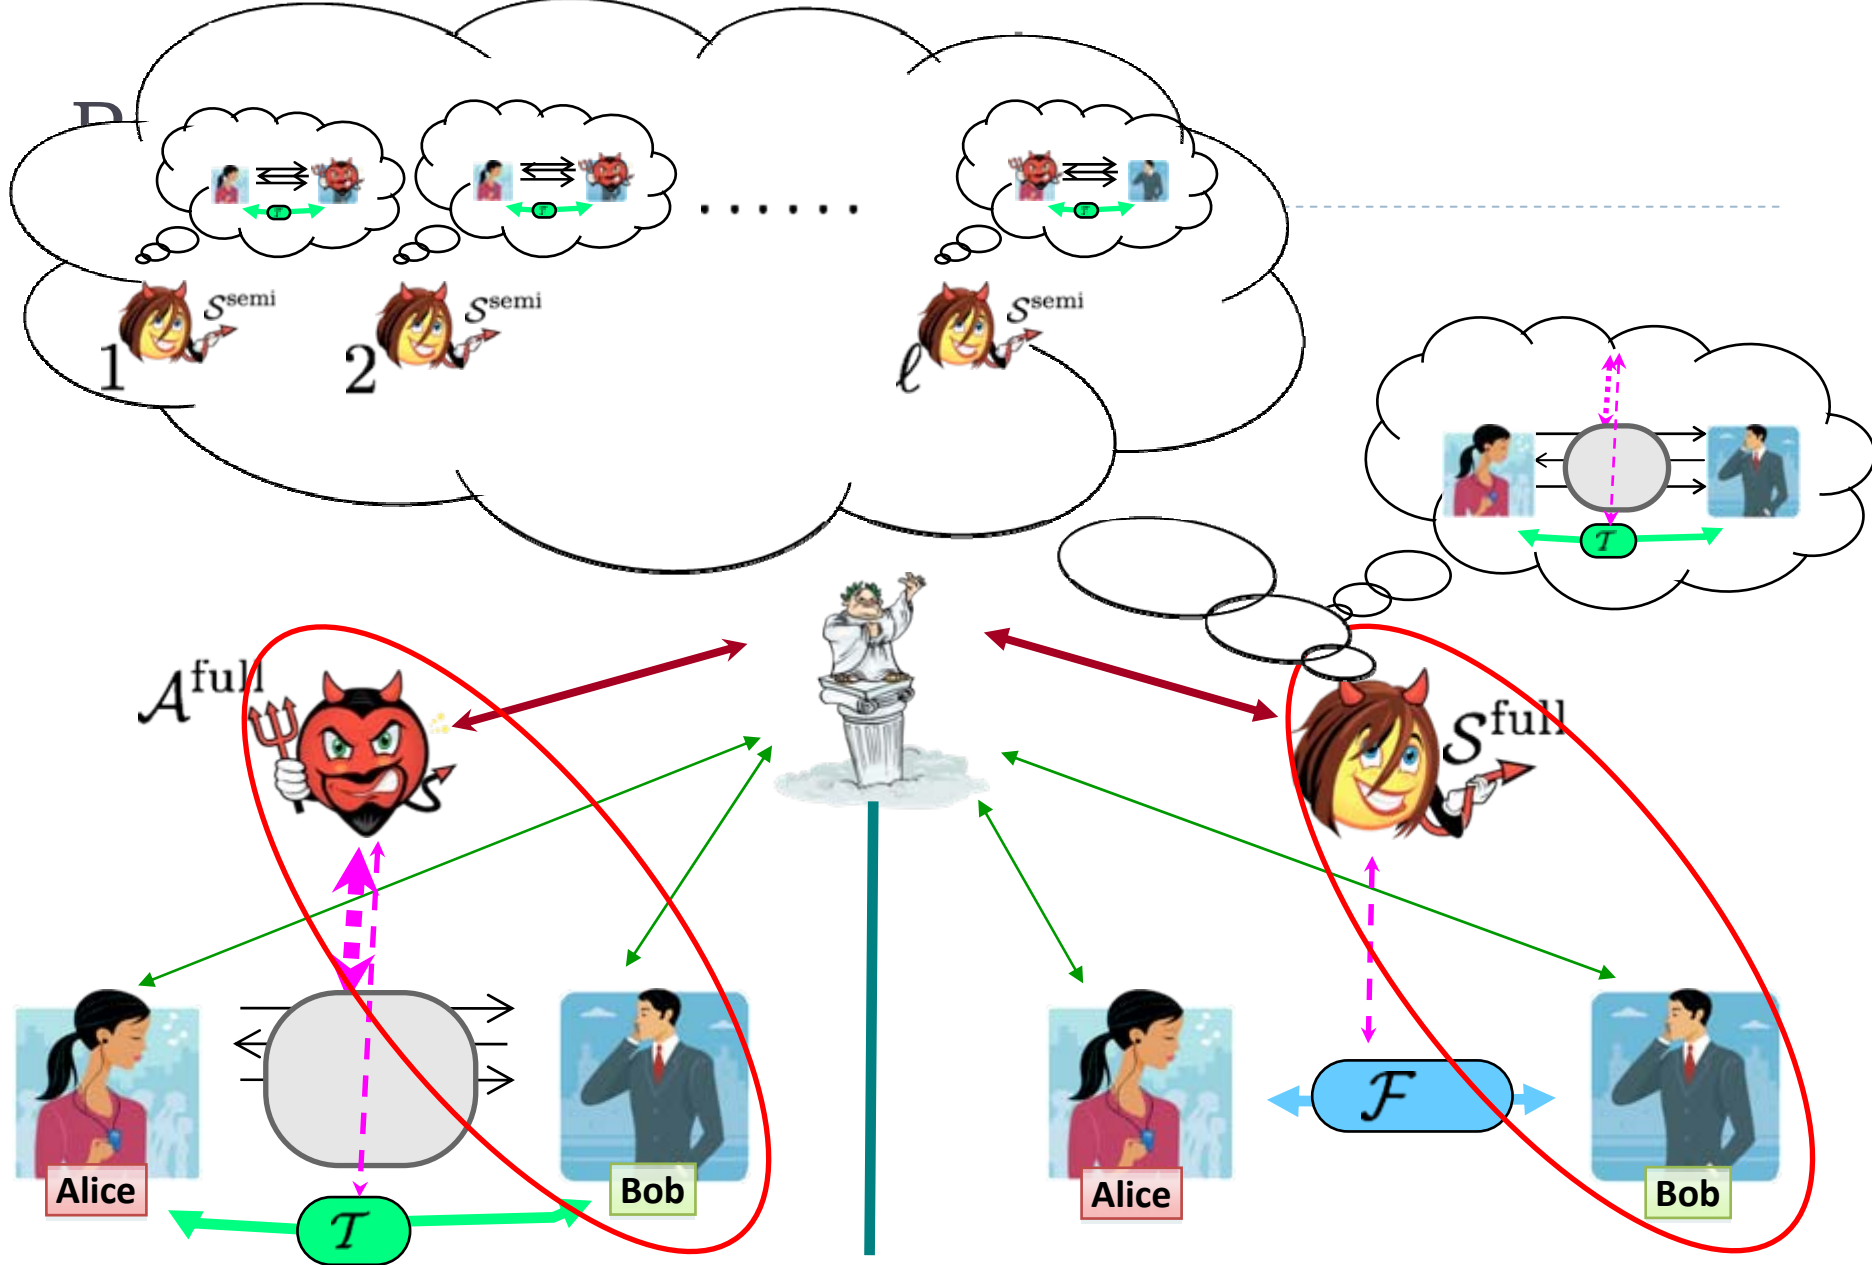 𝒯 𝒯 𝒯
𝒮^semi 𝒮^semi 𝒮^semi
1 2 ℓ
𝒯
𝒜^full 𝒮^full
ℱ
Alice Bob Alice Bob
𝒯